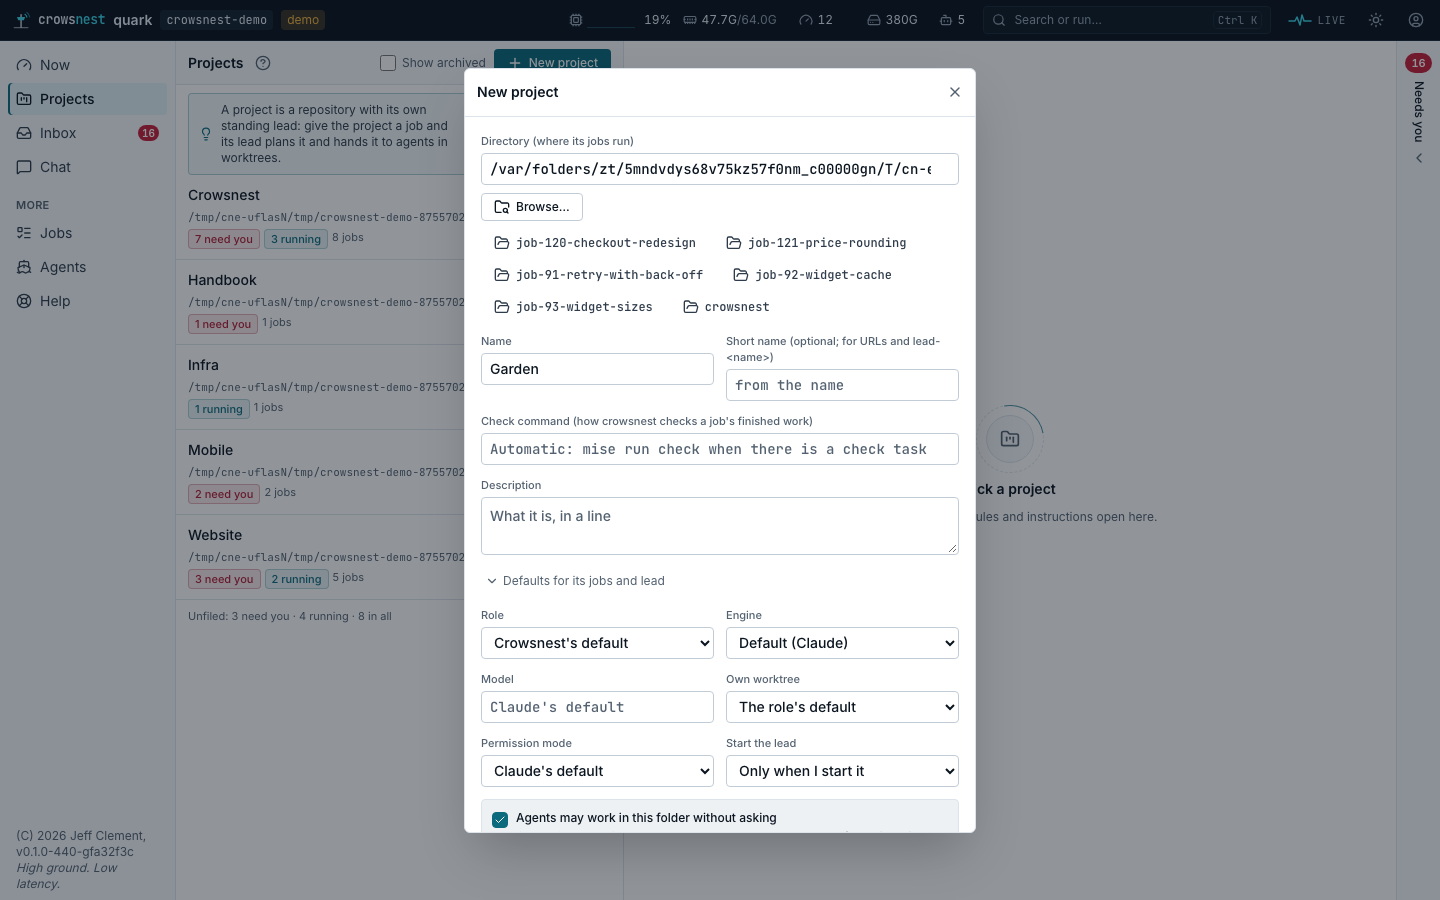 crowsnest quark crowsnest-demo demo 19% 47.7G/64.0G 12 380G 5 Search or run... Ctrl K LIVE
Now
Projects
Inbox 16
Chat
MORE
Jobs
Agents
Help
(C) 2026 Jeff Clement,
v0.1.0-440-gfa32f3c
High ground. Low
latency.
Projects Show archived New project
A project is a repository with its own
standing lead: give the project a job and
its lead plans it and hands it to agents in
worktrees.
Crowsnest
/tmp/cne-uflasN/tmp/crowsnest-demo-8755702
7 need you 3 running 8 jobs
Handbook
/tmp/cne-uflasN/tmp/crowsnest-demo-8755702
1 need you 1 jobs
Infra
/tmp/cne-uflasN/tmp/crowsnest-demo-8755702
1 running 1 jobs
Mobile
/tmp/cne-uflasN/tmp/crowsnest-demo-8755702
2 need you 2 jobs
Website
/tmp/cne-uflasN/tmp/crowsnest-demo-8755702
3 need you 2 running 5 jobs
Unfiled: 3 need you · 4 running · 8 in all
New project
Directory (where its jobs run)
/var/folders/zt/5mndvdys68v75kz57f0nm_c00000gn/T/cn-e
Browse...
job-120-checkout-redesign job-121-price-rounding
job-91-retry-with-back-off job-92-widget-cache
job-93-widget-sizes crowsnest
Name
Garden
Short name (optional; for URLs and lead-
<name>)
from the name
Check command (how crowsnest checks a job's finished work)
Automatic: mise run check when there is a check task
Description
What it is, in a line
Defaults for its jobs and lead
Role Engine
Crowsnest's default Default (Claude)
Model Own worktree
Claude's default The role's default
Permission mode Start the lead
Claude's default Only when I start it
Agents may work in this folder without asking
ck a project
ules and instructions open here.
16
Needs you